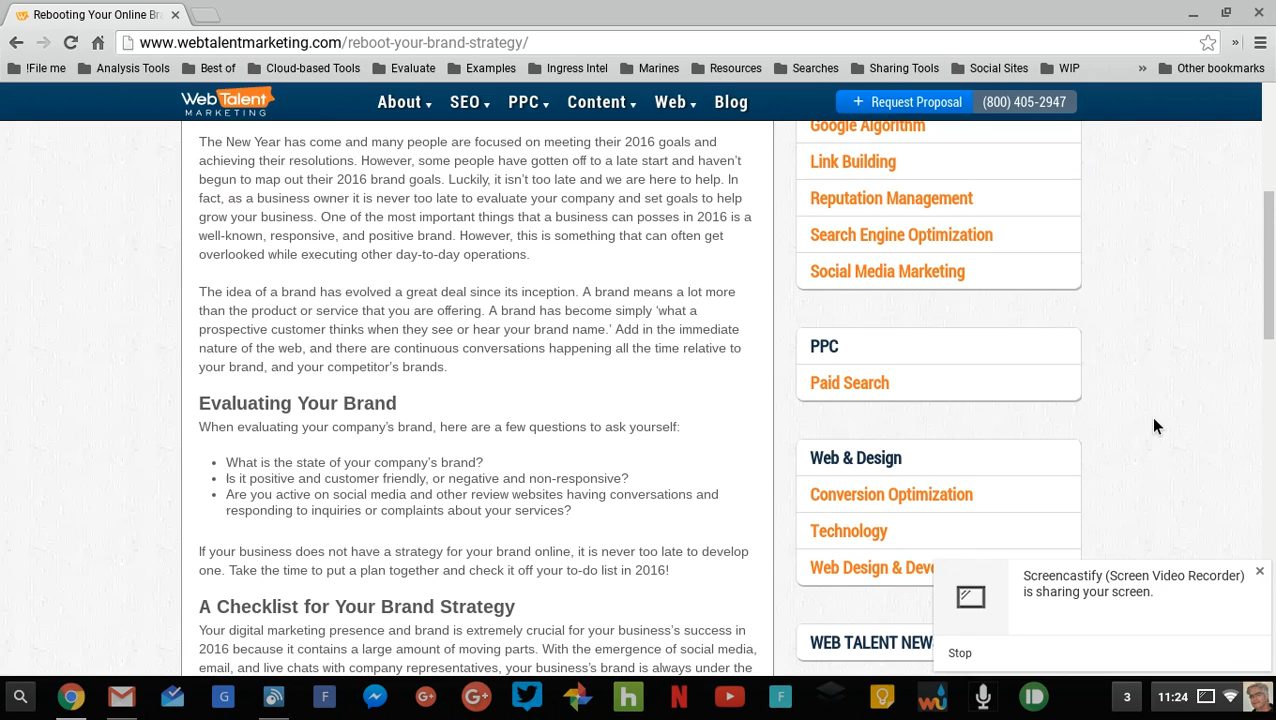 Rebooting Your Online Bra
www.webtalentmarketing.com/reboot-your-brand-strategy/
!File me Analysis Tools Best of Cloud-based Tools Evaluate Examples Ingress Intel Marines Resources Searches Sharing Tools Social Sites WIP » Other bookmarks
Web Talent
MARKETING
About SEO PPC Content Web Blog
+ Request Proposal (800) 405-2947
The New Year has come and many people are focused on meeting their 2016 goals and
achieving their resolutions. However, some people have gotten off to a late start and haven't
begun to map out their 2016 brand goals. Luckily, it isn't too late and we are here to help. In
fact, as a business owner it is never too late to evaluate your company and set goals to help
grow your business. One of the most important things that a business can posses in 2016 is a
well-known, responsive, and positive brand. However, this is something that can often get
overlooked while executing other day-to-day operations.
The idea of a brand has evolved a great deal since its inception. A brand means a lot more
than the product or service that you are offering. A brand has become simply 'what a
prospective customer thinks when they see or hear your brand name.' Add in the immediate
nature of the web, and there are continuous conversations happening all the time relative to
your brand, and your competitor's brands.
Evaluating Your Brand
When evaluating your company's brand, here are a few questions to ask yourself:
• What is the state of your company's brand?
• Is it positive and customer friendly, or negative and non-responsive?
• Are you active on social media and other review websites having conversations and
responding to inquiries or complaints about your services?
If your business does not have a strategy for your brand online, it is never too late to develop
one. Take the time to put a plan together and check it off your to-do list in 2016!
A Checklist for Your Brand Strategy
Your digital marketing presence and brand is extremely crucial for your business's success in
2016 because it contains a large amount of moving parts. With the emergence of social media,
email, and live chats with company representatives, your business's brand is always under the
Google Algorithm
Link Building
Reputation Management
Search Engine Optimization
Social Media Marketing
PPC
Paid Search
Web & Design
Conversion Optimization
Technology
Web Design & Deve
WEB TALENT NEW
Screencastify (Screen Video Recorder)
is sharing your screen.
Stop
3 11:24